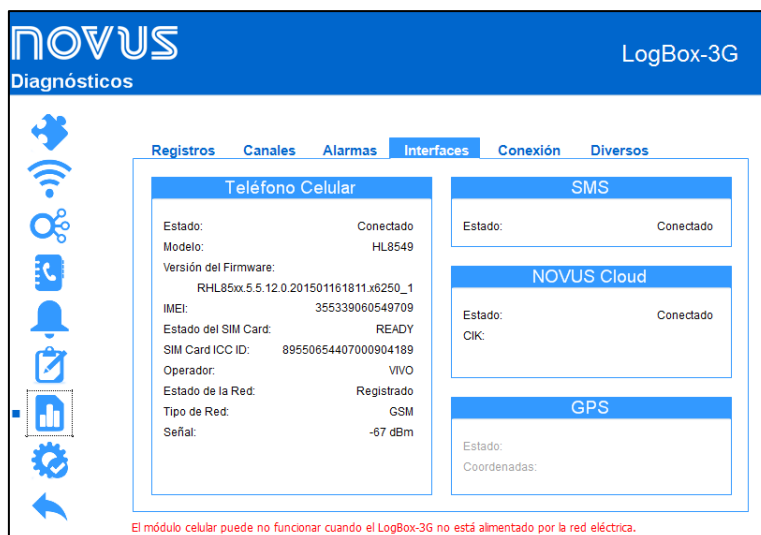 NOVUS
LogBox-3G
Diagnósticos
Registros Canales Alarmas Interfaces Conexión Diversos
Teléfono Celular
Estado: Conectado
Modelo: HL8549
Versión del Firmware:
RHL85xx.5.5.12.0.201501161811.x6250_1
IMEI: 355339060549709
Estado del SIM Card: READY
SIM Card ICC ID: 89550654407000904189
Operador: VIVO
Estado de la Red: Registrado
Tipo de Red: GSM
Señal: -67 dBm
SMS
Estado: Conectado
NOVUS Cloud
Estado: Conectado
CIK:
GPS
Estado:
Coordenadas:
El módulo celular puede no funcionar cuando el LogBox-3G no está alimentado por la red eléctrica.